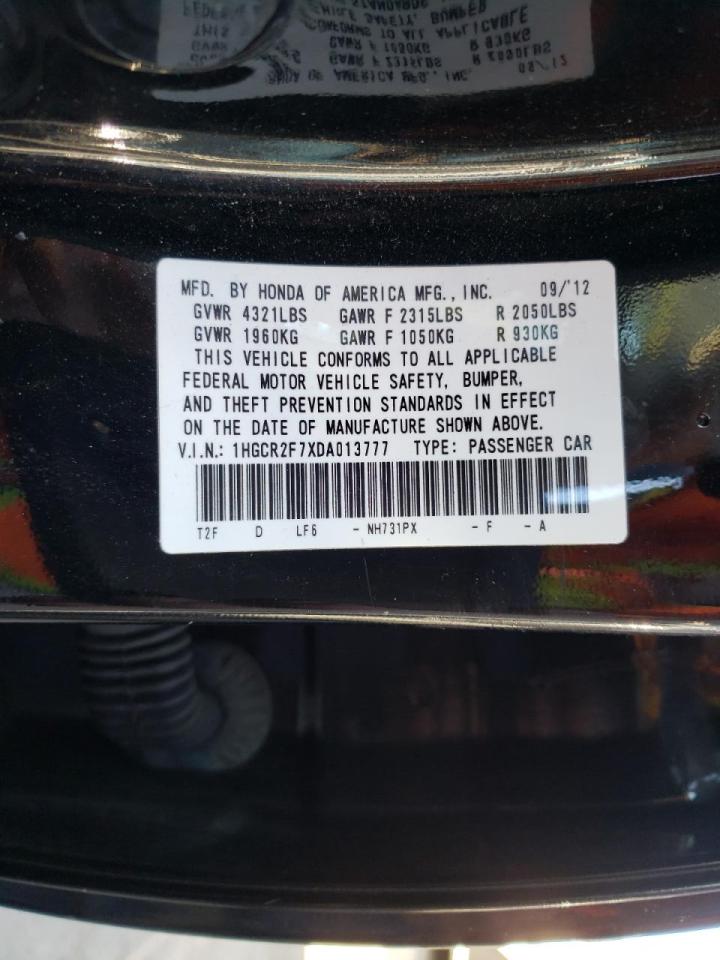 MFD. BY HONDA OF AMERICA MFG., INC. 09/'12
GVWR 4321LBS GAWR F 2315LBS R 2050LBS
GVWR 1960KG GAWR F 1050KG R 930KG
THIS VEHICLE CONFORMS TO ALL APPLICABLE
FEDERAL MOTOR VEHICLE SAFETY, BUMPER,
AND THEFT PREVENTION STANDARDS IN EFFECT
ON THE DATE OF MANUFACTURE SHOWN ABOVE.
V.I.N.: 1HGCR2F7XDA013777 TYPE: PASSENGER CAR
T2F D LF6 - NH731PX - F - A